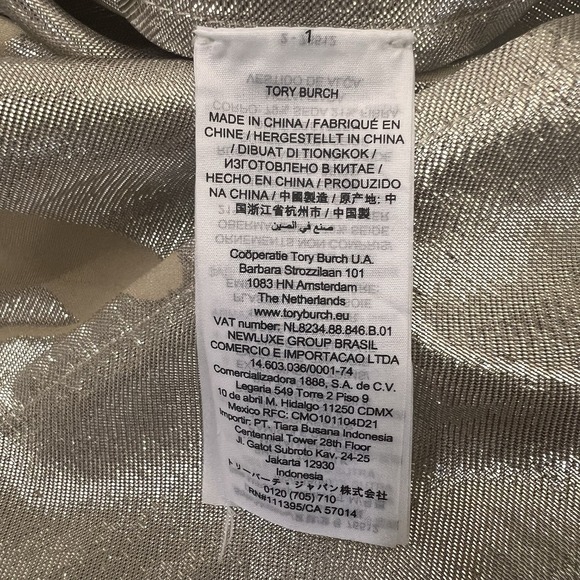 1
TORY BURCH
MADE IN CHINA / FABRIQUÉ EN
CHINE / HERGESTELLT IN CHINA
/ DIBUAT DI TIONGKOK /
ИЗГОТОВЛЕНО В КИТАЕ /
HECHO EN CHINA / PRODUZIDO
NA CHINA / 中國製造 / 原产地: 中
国浙江省杭州市 / 中国製
صنع في الصين
Coöperatie Tory Burch U.A.
Barbara Strozzilaan 101
1083 HN Amsterdam
The Netherlands
www.toryburch.eu
VAT number: NL8234.88.846.B.01
NEWLUXE GROUP BRASIL
COMERCIO E IMPORTACAO LTDA
14.603.036/0001-74
Comercializadora 1888, S.A. de C.V.
Legaria 549 Torre 2 Piso 9
10 de abril M. Hidalgo 11250 CDMX
Mexico RFC: CMO101104D21
Importir: PT. Tiara Busana Indonesia
Centennial Tower 28th Floor
Jl. Gatot Subroto Kav. 24-25
Jakarta 12930
Indonesia
トリーバーチ・ジャパン株式会社
0120 (705) 710
RN#111395/CA 57014